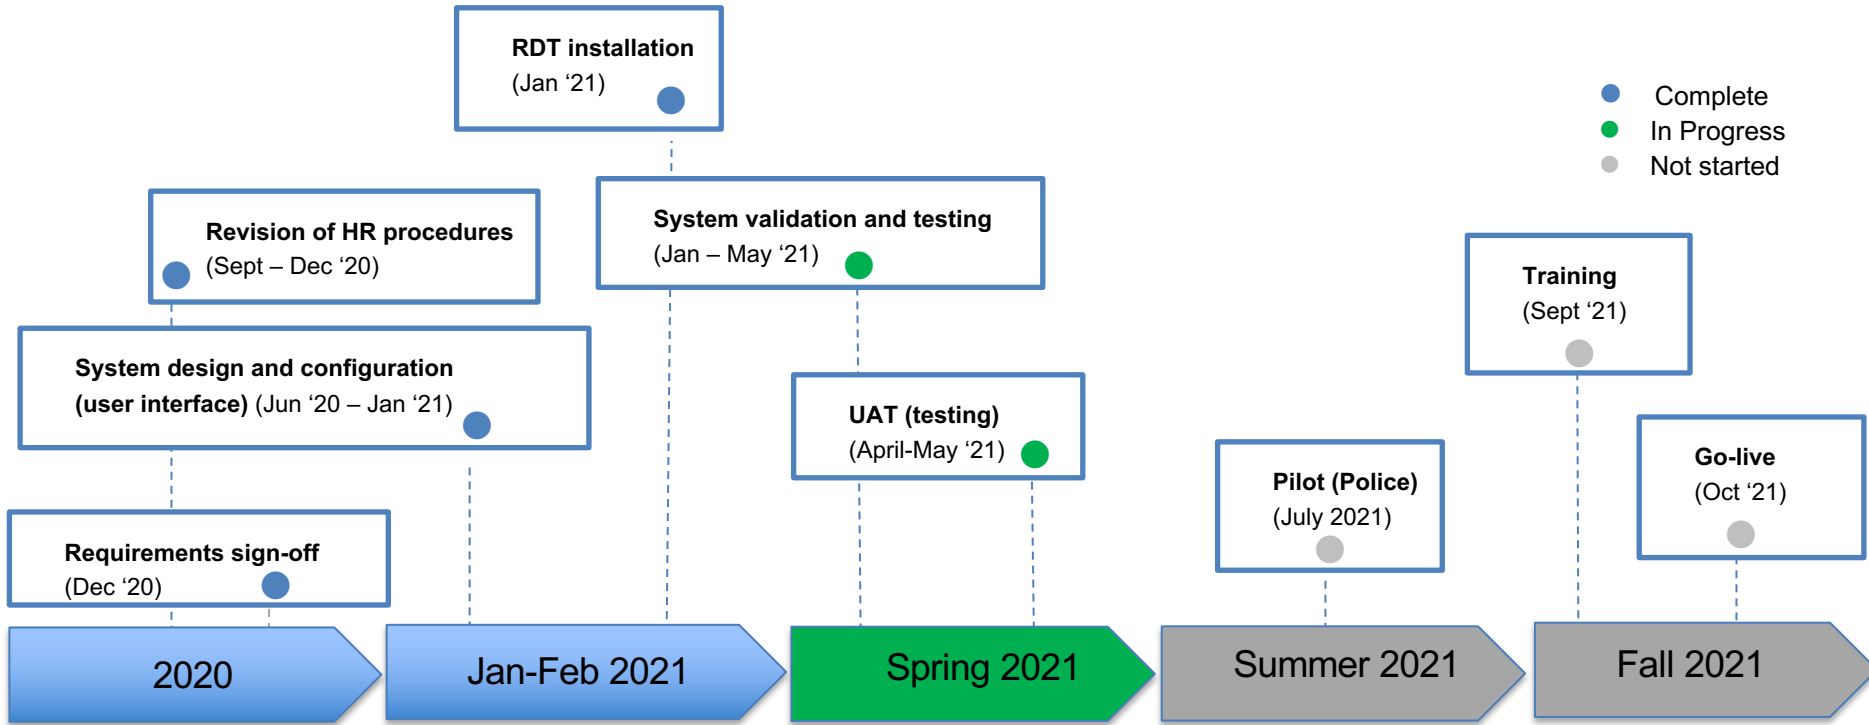 RDT installation
(Jan ‘21)
Complete
In Progress
Not started
Revision of HR procedures
(Sept – Dec ‘20)
System validation and testing
(Jan – May ‘21)
Training
(Sept ‘21)
System design and configuration
(user interface) (Jun ‘20 – Jan ‘21)
UAT (testing)
(April-May ‘21)
Pilot (Police)
(July 2021)
Go-live
(Oct ‘21)
Requirements sign-off
(Dec ‘20)
2020
Jan-Feb 2021
Spring 2021
Summer 2021
Fall 2021